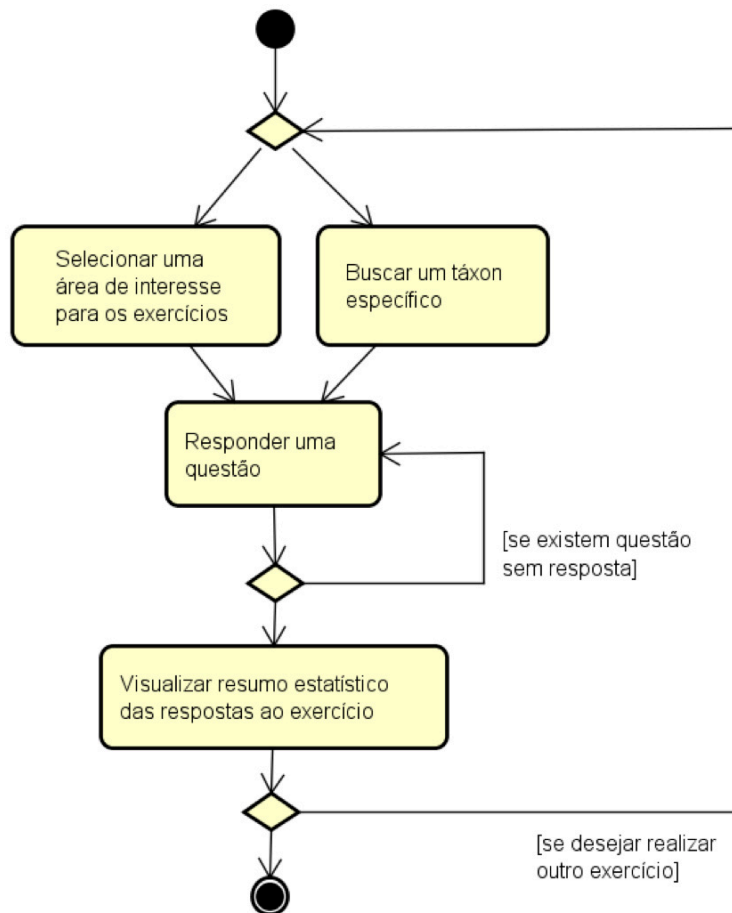 Selecionar uma
área de interesse
para os exercícios
Buscar um táxon
específico
Responder uma
questão
[se existem questão
sem resposta]
Visualizar resumo estatístico
das respostas ao exercício
[se desejar realizar
outro exercício]